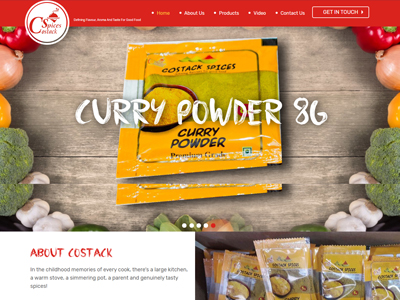 Spices
Costack
Defining Flavour, Aroma And Taste For Good Food
Home
About Us
Products
Video
Contact Us
GET IN TOUCH
COSTACK SPICES
CURRY POWDER 8G
CURRY
POWDER
Premium Grade
ABOUT COSTACK
In the childhood memories of every cook, there's a large kitchen,
a warm stove, a simmering pot, a parent and genuinely tasty
spices!
COSTACK SPICES